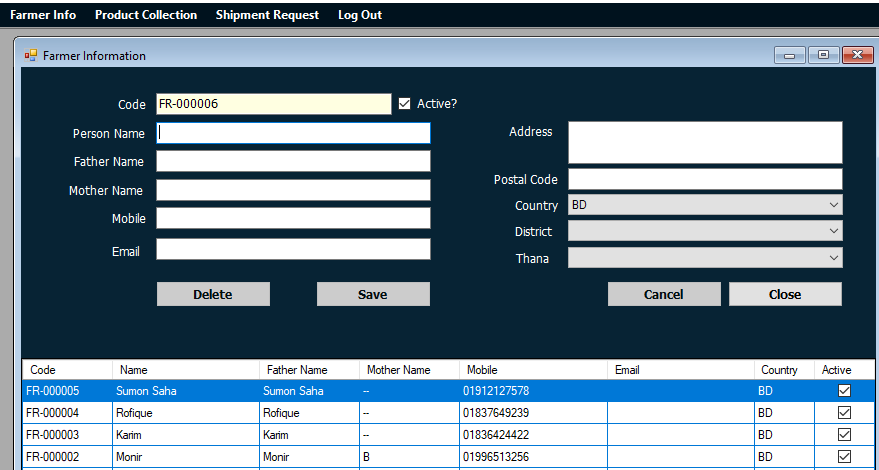 Farmer Info Product Collection Shipment Request Log Out
Farmer Information
Code FR-000006 Active?
Person Name
Father Name
Mother Name
Mobile
Email
Address
Postal Code
Country BD
District
Thana
Delete Save Cancel Close
Code Name Father Name Mother Name Mobile Email Country Active
FR-000005 Sumon Saha Sumon Saha -- 01912127578 BD
FR-000004 Rofique Rofique -- 01837649239 BD
FR-000003 Karim Karim -- 01836424422 BD
FR-000002 Monir Monir B 01996513256 BD